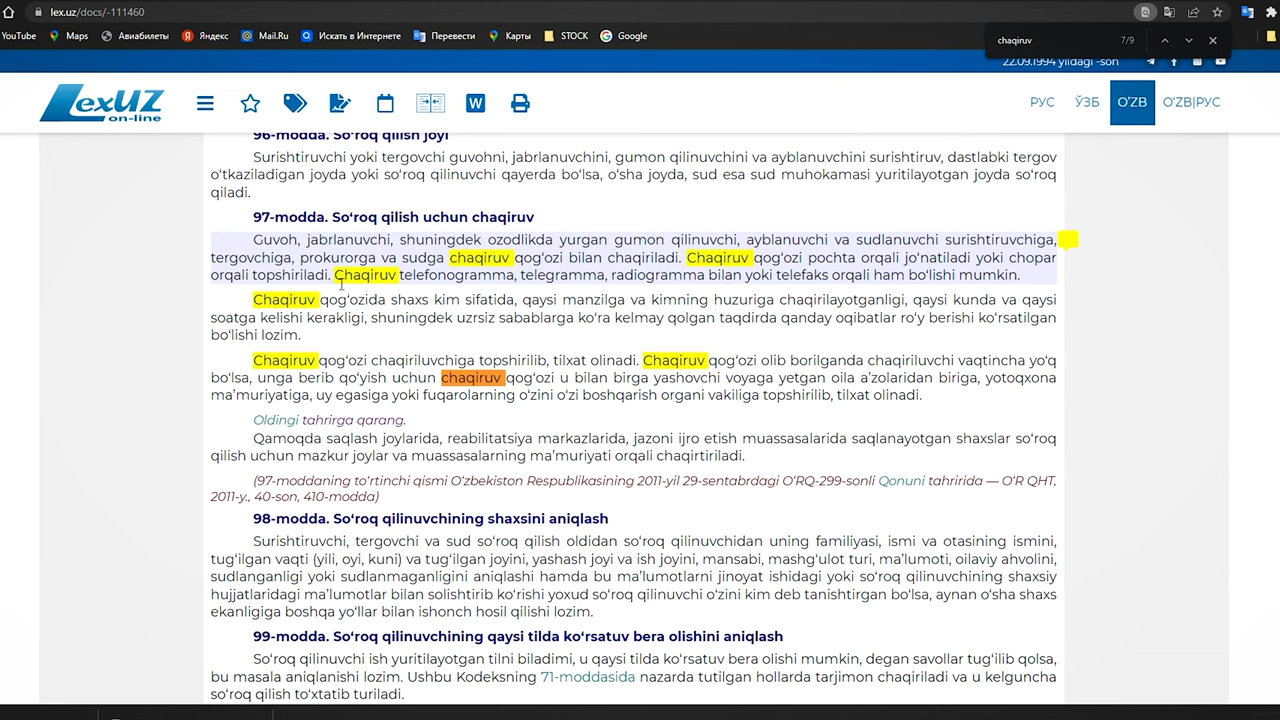 lex.uz/docs/-111460
YouTube Maps Авиабилеты Яндекс Mail.Ru Искать в Интернете Перевести Карты STOCK Google
chaqiruv 7/9
22.09.1994 yildagi -son
LexUZ
on-line
W
РУС ЎЗБ O'ZB O'ZB|РУС
96-modda. So‘roq qilish joyi
Surishtiruvchi yoki tergovchi guvohni, jabrlanuvchini, gumon qilinuvchini va ayblanuvchini surishtiruv, dastlabki tergov
o‘tkaziladigan joyda yoki so‘roq qilinuvchi qayerda bo‘lsa, o‘sha joyda, sud esa sud muhokamasi yuritilayotgan joyda so‘roq
qiladi.
97-modda. So‘roq qilish uchun chaqiruv
Guvoh, jabrlanuvchi, shuningdek ozodlikda yurgan gumon qilinuvchi, ayblanuvchi va sudlanuvchi surishtiruvchiga,
tergovchiga, prokurorga va sudga chaqiruv qog‘ozi bilan chaqiriladi. Chaqiruv qog‘ozi pochta orqali jo‘natiladi yoki chopar
orqali topshiriladi. Chaqiruv telefonogramma, telegramma, radiogramma bilan yoki telefaks orqali ham bo‘lishi mumkin.
Chaqiruv qog‘ozida shaxs kim sifatida, qaysi manzilga va kimning huzuriga chaqirilayotganligi, qaysi kunda va qaysi
soatga kelishi kerakligi, shuningdek uzrsiz sabablarga ko‘ra kelmay qolgan taqdirda qanday oqibatlar ro‘y berishi ko‘rsatilgan
bo‘lishi lozim.
Chaqiruv qog‘ozi chaqiriluvchiga topshirilib, tilxat olinadi. Chaqiruv qog‘ozi olib borilganda chaqiriluvchi vaqtincha yo‘q
bo‘lsa, unga berib qo‘yish uchun chaqiruv qog‘ozi u bilan birga yashovchi voyaga yetgan oila a’zolaridan biriga, yotoqxona
ma’muriyatiga, uy egasiga yoki fuqarolarning o‘zini o‘zi boshqarish organi vakiliga topshirilib, tilxat olinadi.
Oldingi tahrirga qarang.
Qamoqda saqlash joylarida, reabilitatsiya markazlarida, jazoni ijro etish muassasalarida saqlanayotgan shaxslar so‘roq
qilish uchun mazkur joylar va muassasalarning ma’muriyati orqali chaqirtiriladi.
(97-moddaning to‘rtinchi qismi O‘zbekiston Respublikasining 2011-yil 29-sentabrdagi O‘RQ-299-sonli Qonuni tahririda — O‘R QHT,
2011-y., 40-son, 410-modda)
98-modda. So‘roq qilinuvchining shaxsini aniqlash
Surishtiruvchi, tergovchi va sud so‘roq qilish oldidan so‘roq qilinuvchidan uning familiyasi, ismi va otasining ismini,
tug‘ilgan vaqti (yili, oyi, kuni) va tug‘ilgan joyini, yashash joyi va ish joyini, mansabi, mashg‘ulot turi, ma’lumoti, oilaviy ahvolini,
sudlanganligi yoki sudlanmaganligini aniqlashi hamda bu ma’lumotlarni jinoyat ishidagi yoki so‘roq qilinuvchining shaxsiy
hujjatlaridagi ma’lumotlar bilan solishtirib ko‘rishi yoxud so‘roq qilinuvchi o‘zini kim deb tanishtirgan bo‘lsa, aynan o‘sha shaxs
ekanligiga boshqa yo‘llar bilan ishonch hosil qilishi lozim.
99-modda. So‘roq qilinuvchining qaysi tilda ko‘rsatuv bera olishini aniqlash
So‘roq qilinuvchi ish yuritilayotgan tilni biladimi, u qaysi tilda ko‘rsatuv bera olishi mumkin, degan savollar tug‘ilib qolsa,
bu masala aniqlanishi lozim. Ushbu Kodeksning 71-moddasida nazarda tutilgan hollarda tarjimon chaqiriladi va u kelguncha
so‘roq qilish to‘xtatib turiladi.